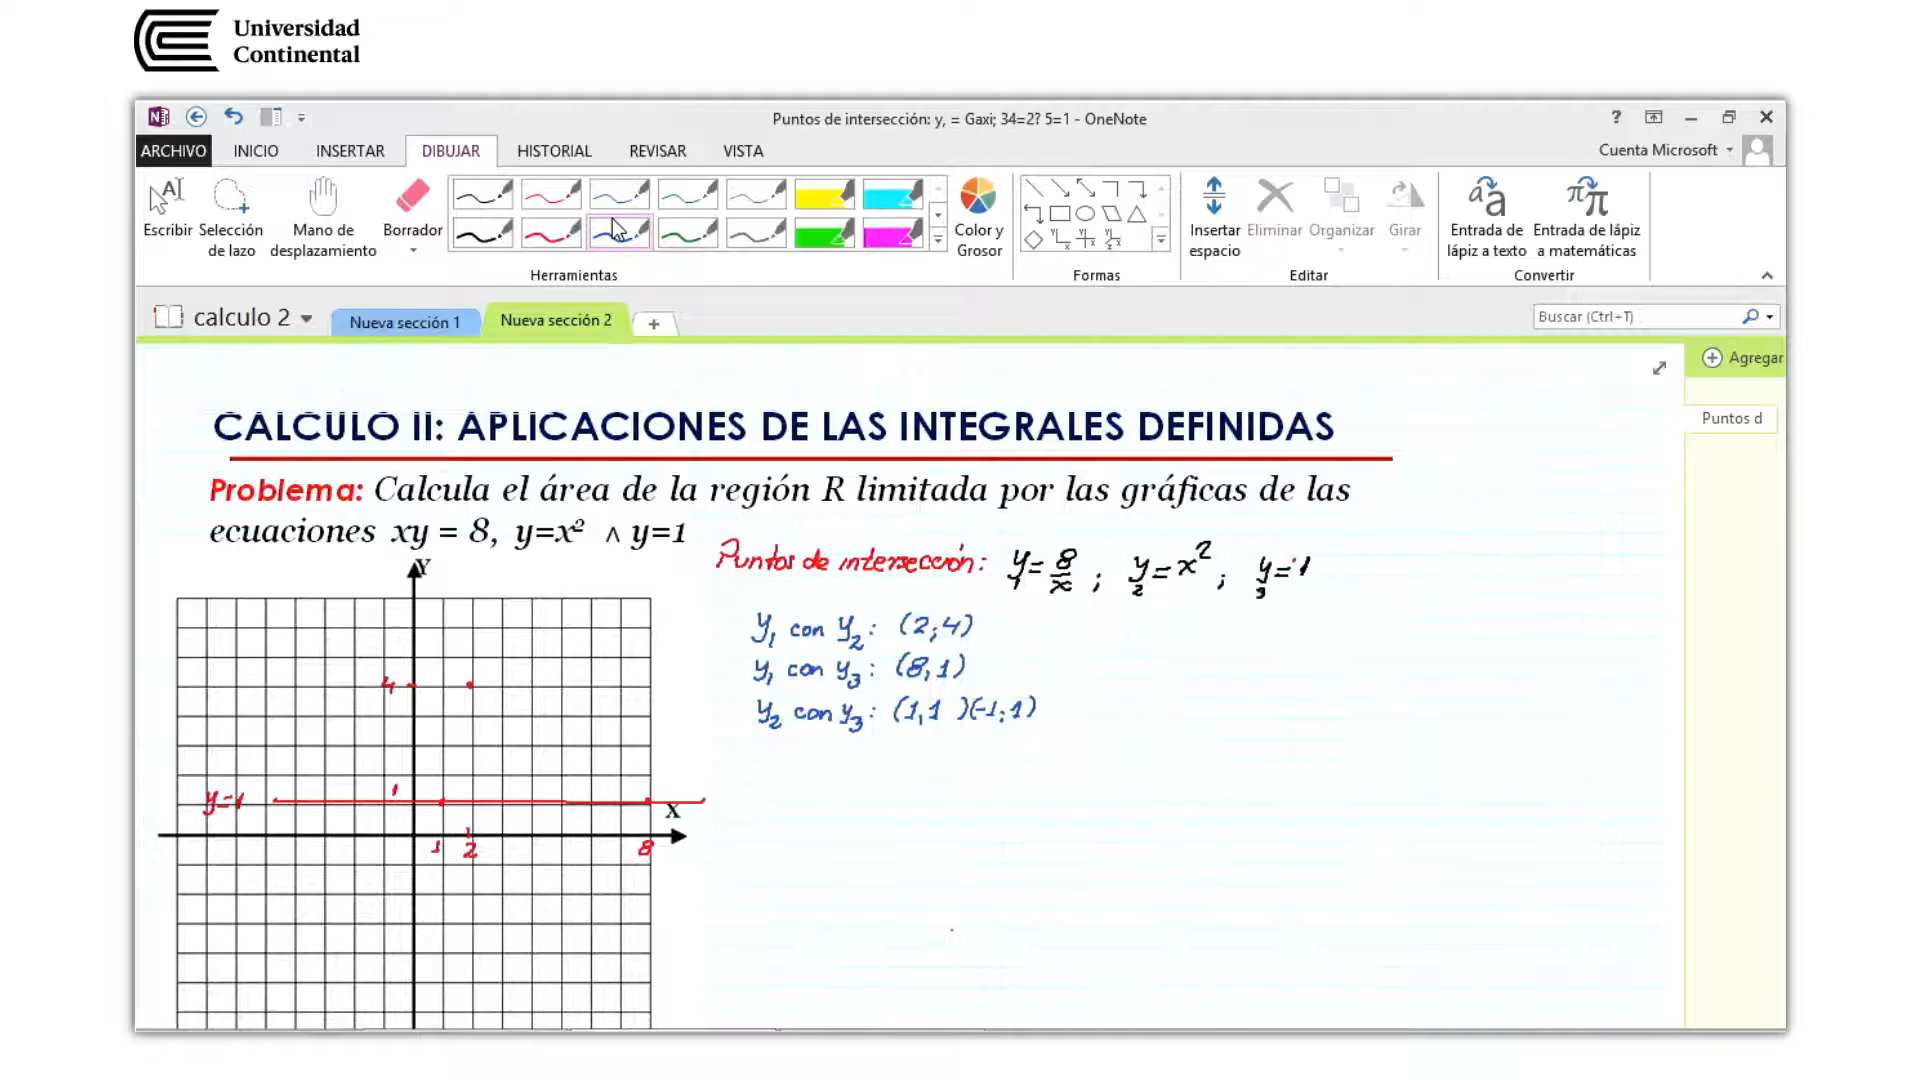 Universidad
Continental
Puntos de intersección: y, = Gaxi; 34=2? 5=1 - OneNote
ARCHIVO INICIO INSERTAR DIBUJAR HISTORIAL REVISAR VISTA
Cuenta Microsoft
Escribir
Selección de lazo
Mano de desplazamiento
Borrador
Herramientas
Color y Grosor
Formas
Insertar espacio
Eliminar
Organizar
Girar
Editar
Entrada de lápiz a texto
Entrada de lápiz a matemáticas
Convertir
calculo 2
Nueva sección 1
Nueva sección 2
Buscar (Ctrl+T)
Agregar
Puntos d
CALCULO II: APLICACIONES DE LAS INTEGRALES DEFINIDAS
Problema: Calcula el área de la región R limitada por las gráficas de las
ecuaciones xy = 8, y=x² ∧ y=1
Puntos de intersección: y₁ = 8/x ; y₂ = x² ; y₃ = 1
y₁ con y₂ : (2;4)
y₁ con y₃ : (8,1)
y₂ con y₃ : (1,1 )(-1;1)
Y
4
1
y=1
X
1 2 8